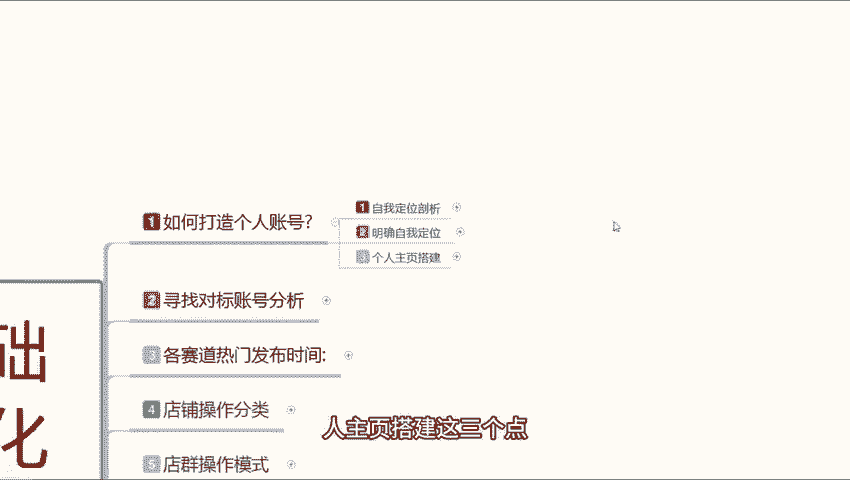 1 如何打造个人账号?
1 自我定位剖析
2 明确自我定位
3 个人主页搭建
2 寻找对标账号分析
3 各赛道热门发布时间:
4 店铺操作分类
5 店群操作模式
础
化
人主页搭建这三个点